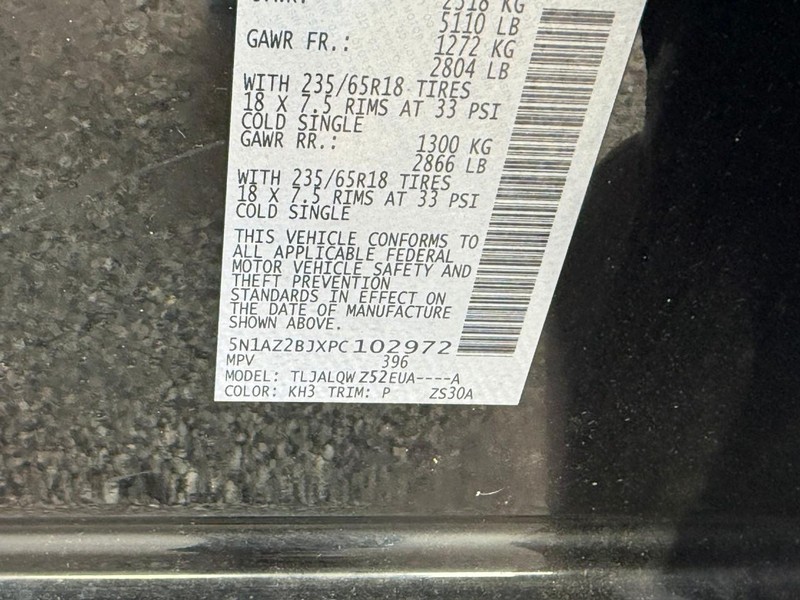 GVWR: 2318 KG
5110 LB
GAWR FR.: 1272 KG
2804 LB
WITH 235/65R18 TIRES
18 X 7.5 RIMS AT 33 PSI
COLD SINGLE
GAWR RR.: 1300 KG
2866 LB
WITH 235/65R18 TIRES
18 X 7.5 RIMS AT 33 PSI
COLD SINGLE
THIS VEHICLE CONFORMS TO
ALL APPLICABLE FEDERAL
MOTOR VEHICLE SAFETY AND
THEFT PREVENTION
STANDARDS IN EFFECT ON
THE DATE OF MANUFACTURE
SHOWN ABOVE.
5N1AZ2BJXPC102972
MPV 396
MODEL: TLJALQWZ52EUA----A
COLOR: KH3 TRIM: P ZS30A